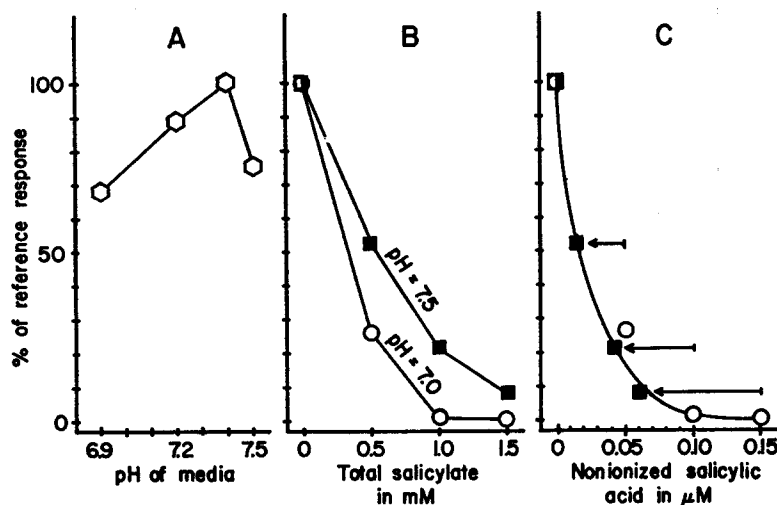 A
B
C
% of reference response
100
50
0
6.9
7.2
7.5
pH of media
pH = 7.5
pH = 7.0
0
0.5
1.0
1.5
Total salicylate
in mM
0
0.05
0.10
0.15
Nonionized salicylic
acid in μM